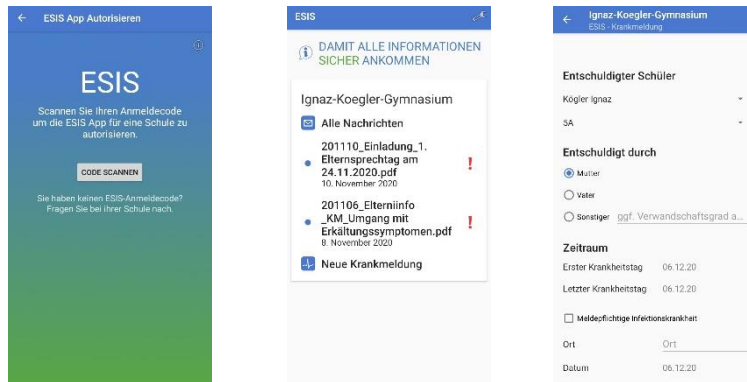 ESIS App Autorisieren
ESIS
Scannen Sie Ihren Anmeldecode
um die ESIS App für eine Schule zu
autorisieren.
CODE SCANNEN
Sie haben keinen ESIS-Anmeldecode?
Fragen Sie bei ihrer Schule nach.
ESIS
DAMIT ALLE INFORMATIONEN
SICHER ANKOMMEN
Ignaz-Koegler-Gymnasium
Alle Nachrichten
201110_Einladung_1.
Elternsprechtag am
24.11.2020.pdf
10. November 2020
201106_Elterniinfo
_KM_Umgang mit
Erkältungssymptomen.pdf
8. November 2020
Neue Krankmeldung
Ignaz-Koegler-Gymnasium
ESIS - Krankmeldung
Entschuldigter Schüler
Kögler Ignaz
5A
Entschuldigt durch
Mutter
Vater
Sonstiger ggf. Verwandschaftsgrad a...
Zeitraum
Erster Krankheitstag 06.12.20
Letzter Krankheitstag 06.12.20
Meldepflichtige Infektionskrankheit
Ort Ort
Datum 06.12.20